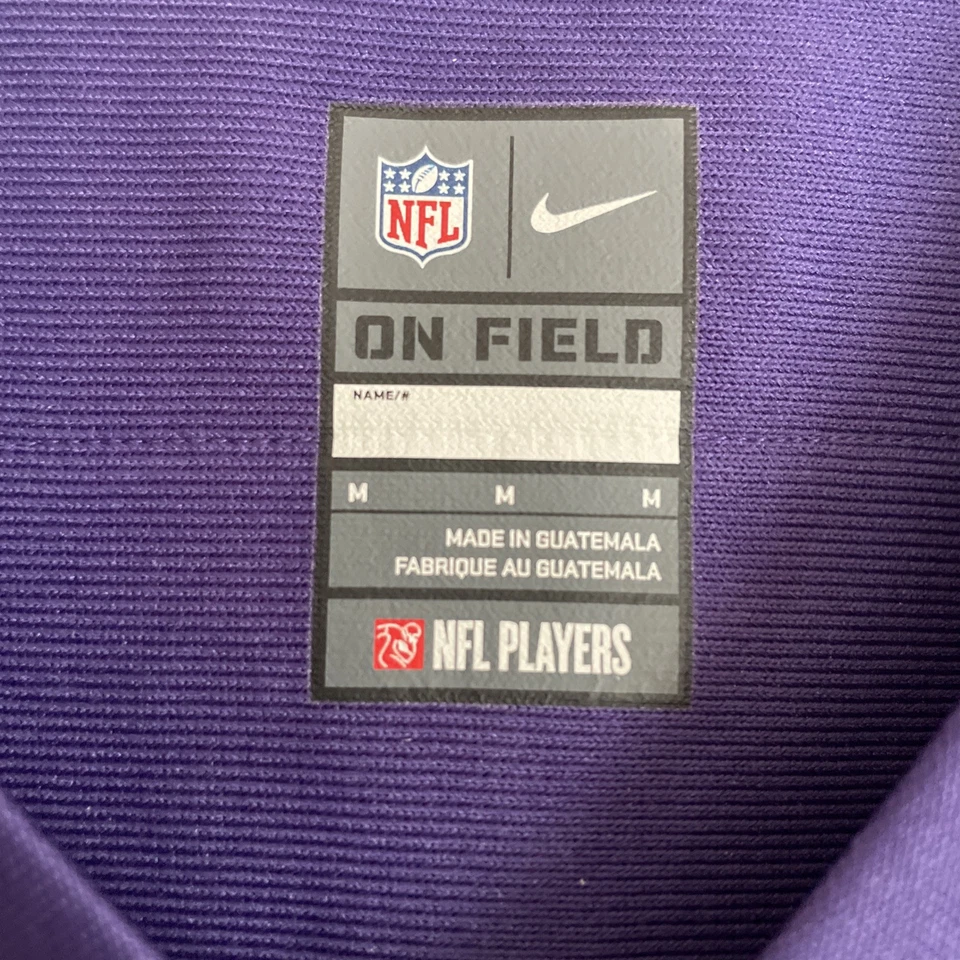 NFL
ON FIELD
NAME/#
M M M
MADE IN GUATEMALA
FABRIQUE AU GUATEMALA
NFL PLAYERS